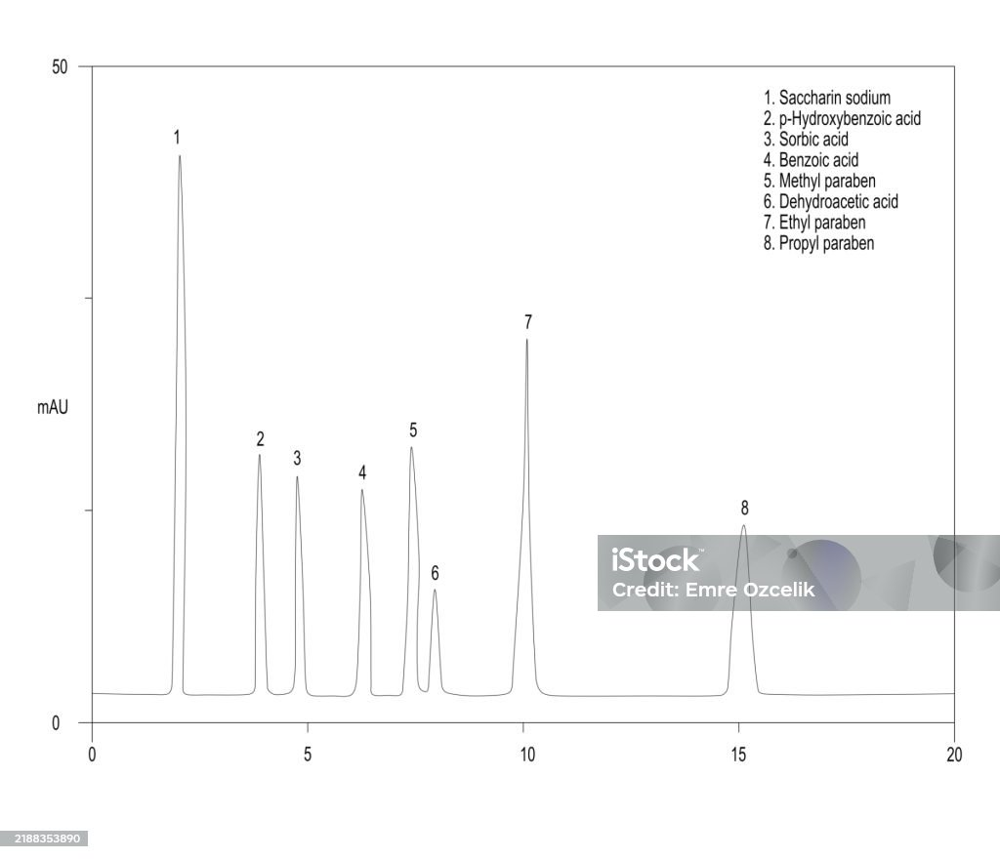 50
1. Saccharin sodium
2. p-Hydroxybenzoic acid
3. Sorbic acid
4. Benzoic acid
5. Methyl paraben
6. Dehydroacetic acid
7. Ethyl paraben
8. Propyl paraben
1
7
mAU
5
2
3
4
8
iStock™
Credit: Emre Ozcelik
6
0
0 5 10 15 20
2188353890